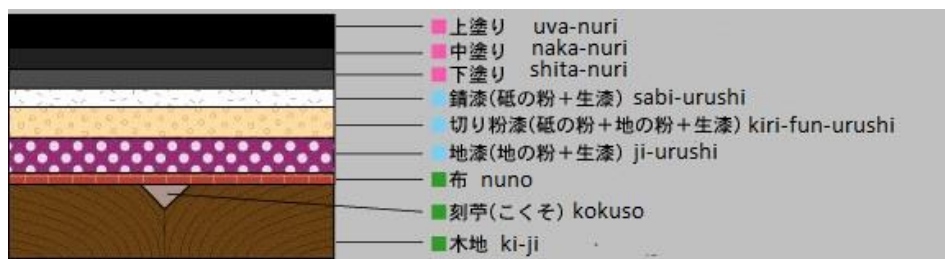 上塗り uva-nuri
中塗り naka-nuri
下塗り shita-nuri
錆漆(砥の粉+生漆) sabi-urushi
切り粉漆(砥の粉+地の粉+生漆) kiri-fun-urushi
地漆(地の粉+生漆) ji-urushi
布 nuno
刻苧(こくそ) kokuso
木地 ki-ji